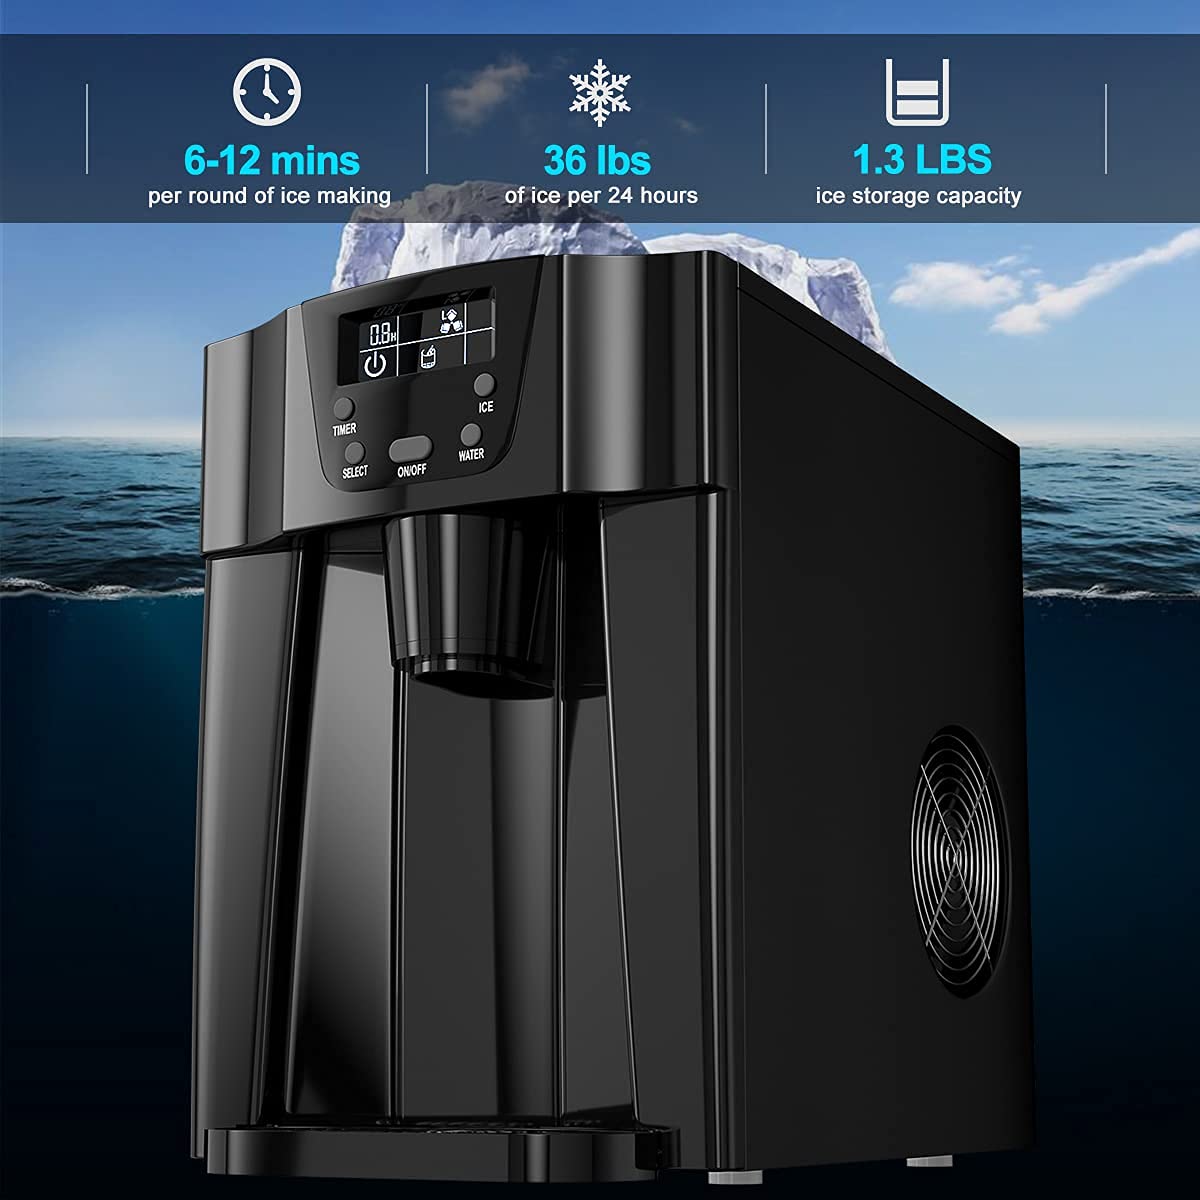 6-12 mins
per round of ice making
36 lbs
of ice per 24 hours
1.3 LBS
ice storage capacity
0.8H
L
TIMER
ICE
SELECT
ON/OFF
WATER